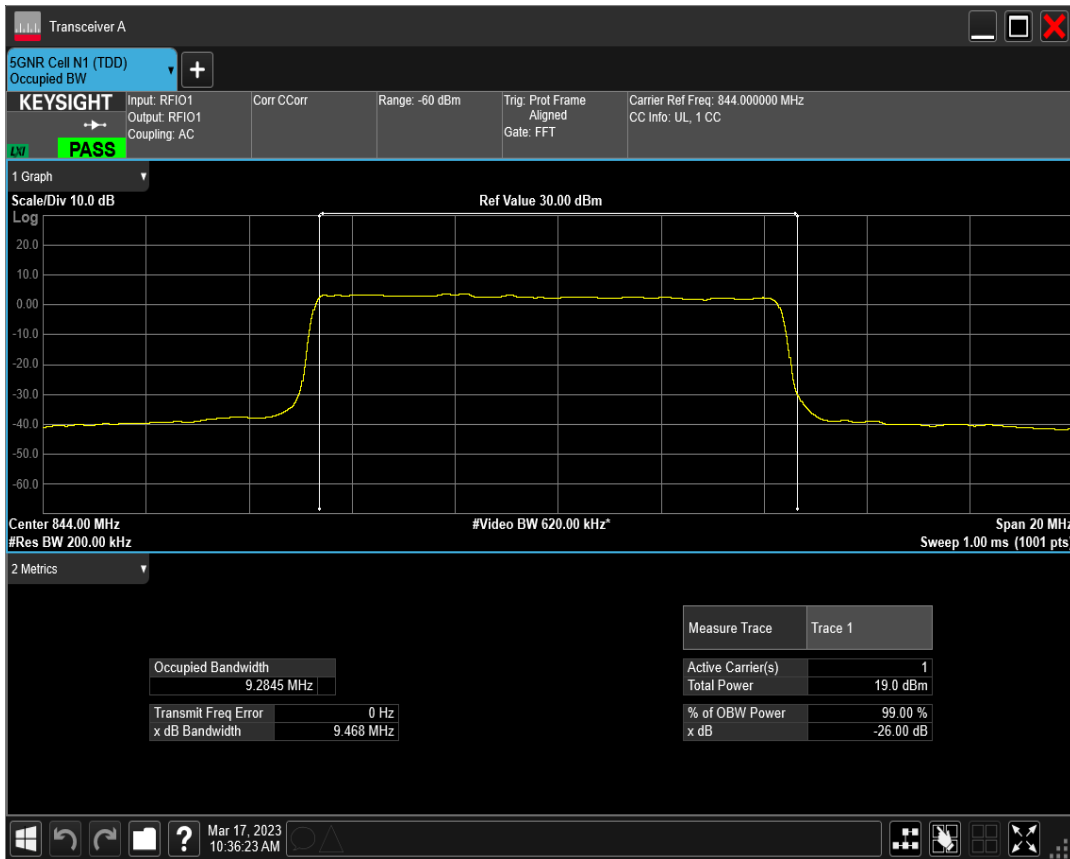 Transceiver A
5GNR Cell N1 (TDD)
Occupied BW
+
KEYSIGHT
LXI
PASS
Input: RFIO1
Output: RFIO1
Coupling: AC
Corr CCorr
Range: -60 dBm
Trig: Prot Frame
Aligned
Gate: FFT
Carrier Ref Freq: 844.000000 MHz
CC Info: UL, 1 CC
1 Graph
Scale/Div 10.0 dB
Ref Value 30.00 dBm
Log
20.0
10.0
0.00
-10.0
-20.0
-30.0
-40.0
-50.0
-60.0
Center 844.00 MHz
#Video BW 620.00 kHz*
Span 20 MHz
#Res BW 200.00 kHz
Sweep 1.00 ms (1001 pts)
2 Metrics
Measure Trace Trace 1
Occupied Bandwidth
9.2845 MHz
Active Carrier(s) 1
Total Power 19.0 dBm
Transmit Freq Error 0 Hz
x dB Bandwidth 9.468 MHz
% of OBW Power 99.00 %
x dB -26.00 dB
?
Mar 17, 2023
10:36:23 AM